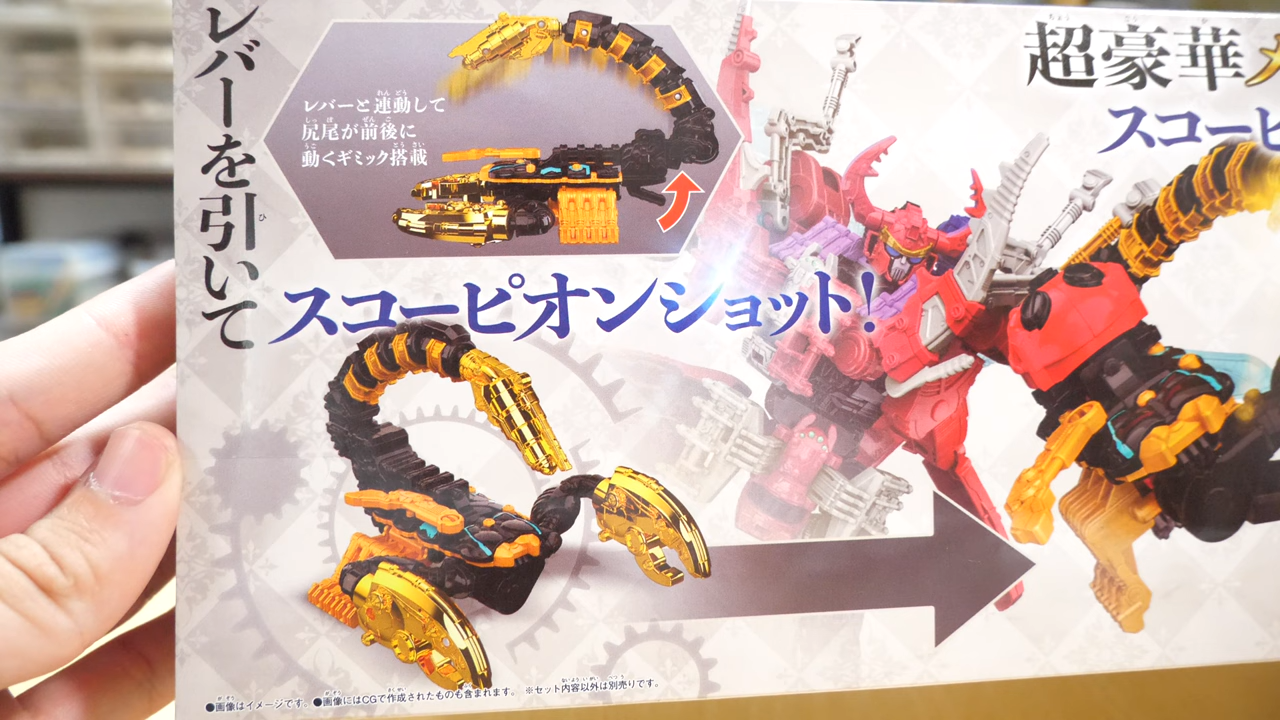 レバーを引いて
レバーと連動して
尻尾が前後に
動くギミック搭載
スコーピオンショット!
超豪華
スコーピ
●画像はイメージです。 ●画像にはCGで作成されたものも含まれます。 ※セット内容以外は別売りです。